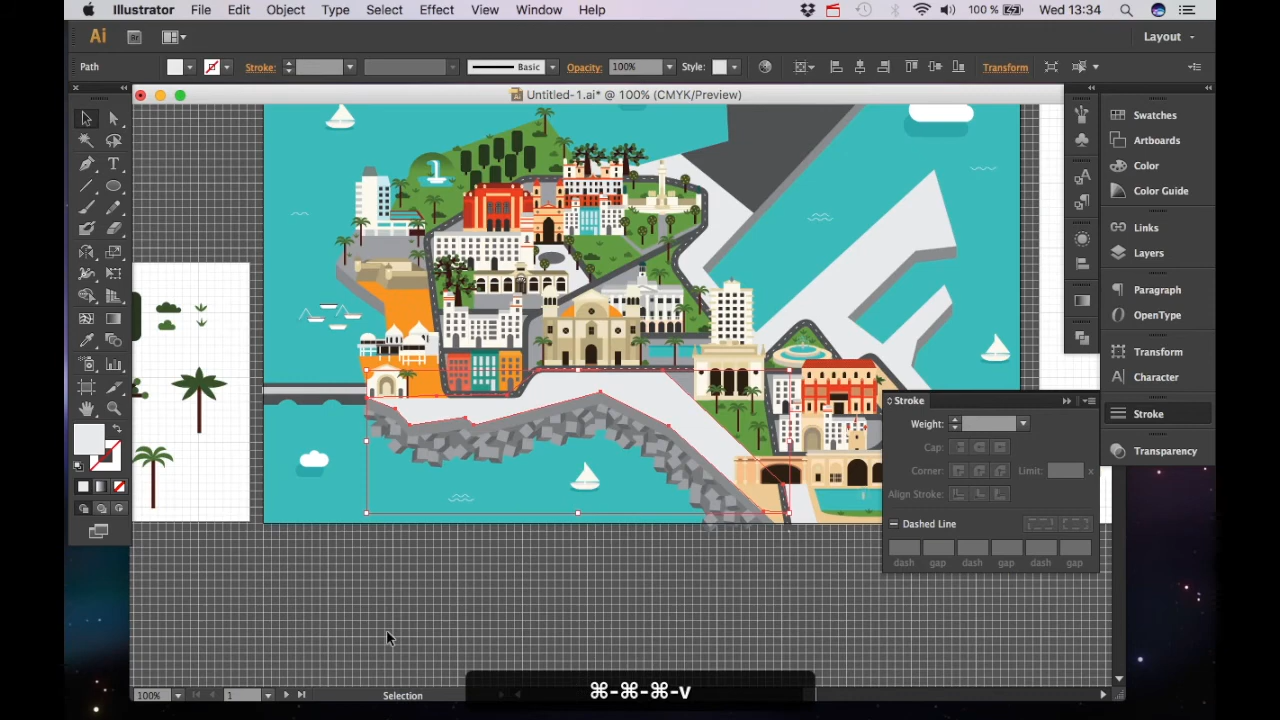 Illustrator File Edit Object Type Select Effect View Window Help 100 % Wed 13:34
Ai Br Layout
Path Stroke: Basic Opacity: 100% Style: Transform
Untitled-1.ai* @ 100% (CMYK/Preview)
Swatches
Artboards
Color
Color Guide
Links
Layers
Paragraph
OpenType
Transform
Character
Stroke
Transparency
Stroke
Weight:
Cap:
Corner: Limit: x
Align Stroke:
Dashed Line
dash gap dash gap dash gap
100% 1 Selection
⌘-⌘-⌘-v